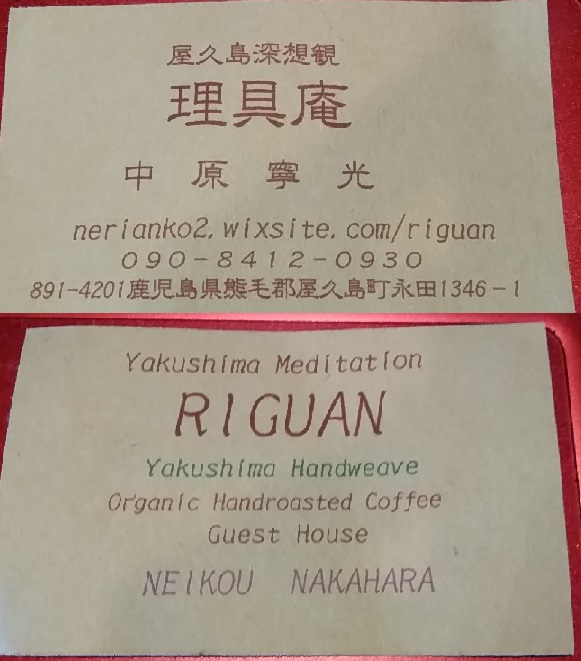 屋久島深想観
理具庵
中原寧光
nerianko2.wixsite.com/riguan
090-8412-0930
891-4201鹿児島県熊毛郡屋久島町永田1346-1
Yakushima Meditation
RIGUAN
Yakushima Handweave
Organic Handroasted Coffee
Guest House
NEIKOU NAKAHARA